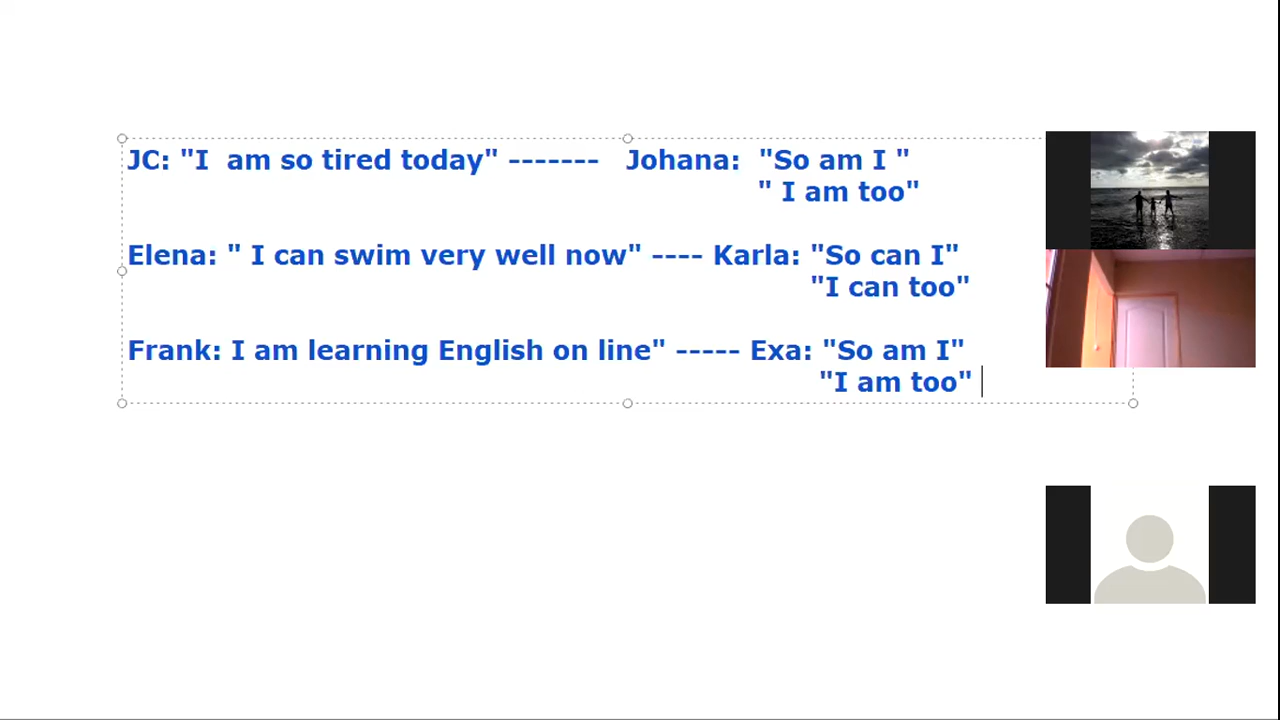 JC: "I  am so tired today" -------   Johana:  "So am I "
" I am too"
Elena: " I can swim very well now" ---- Karla: "So can I"
"I can too"
Frank: I am learning English on line" ----- Exa: "So am I"
"I am too"